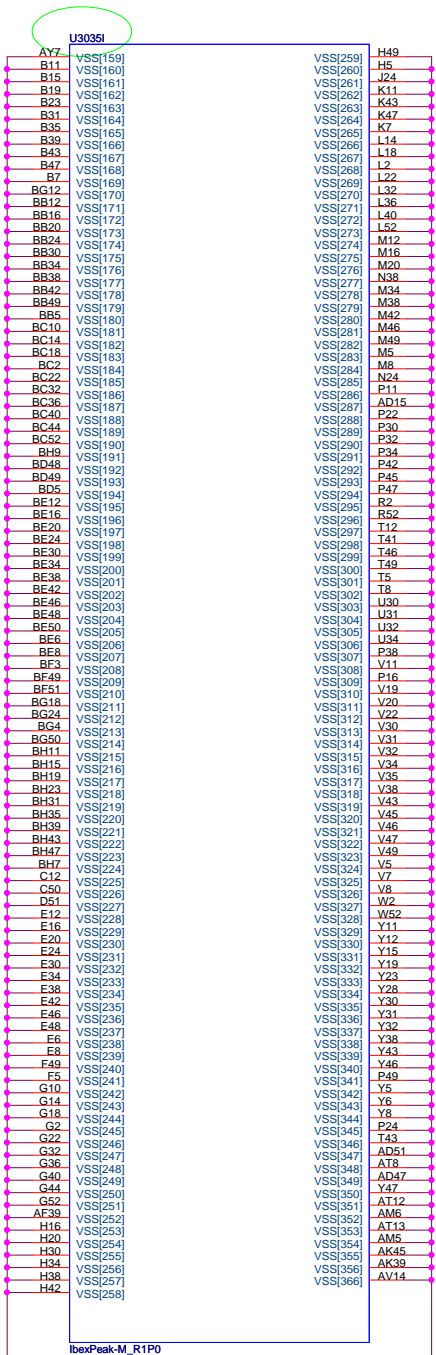 U3035I
AY7 VSS[159] VSS[259] H49
B11 VSS[160] VSS[260] H5
B15 VSS[161] VSS[261] J24
B19 VSS[162] VSS[262] K11
B23 VSS[163] VSS[263] K43
B31 VSS[164] VSS[264] K47
B35 VSS[165] VSS[265] K7
B39 VSS[166] VSS[266] L14
B43 VSS[167] VSS[267] L18
B47 VSS[168] VSS[268] L2
B7 VSS[169] VSS[269] L22
BG12 VSS[170] VSS[270] L32
BB12 VSS[171] VSS[271] L36
BB16 VSS[172] VSS[272] L40
BB20 VSS[173] VSS[273] L52
BB24 VSS[174] VSS[274] M12
BB30 VSS[175] VSS[275] M16
BB34 VSS[176] VSS[276] M20
BB38 VSS[177] VSS[277] N38
BB42 VSS[178] VSS[278] M34
BB49 VSS[179] VSS[279] M38
BB5 VSS[180] VSS[280] M42
BC10 VSS[181] VSS[281] M46
BC14 VSS[182] VSS[282] M49
BC18 VSS[183] VSS[283] M5
BC2 VSS[184] VSS[284] M8
BC22 VSS[185] VSS[285] N24
BC32 VSS[186] VSS[286] P11
BC36 VSS[187] VSS[287] AD15
BC40 VSS[188] VSS[288] P22
BC44 VSS[189] VSS[289] P30
BC52 VSS[190] VSS[290] P32
BH9 VSS[191] VSS[291] P34
BD48 VSS[192] VSS[292] P42
BD49 VSS[193] VSS[293] P45
BD5 VSS[194] VSS[294] P47
BE12 VSS[195] VSS[295] R2
BE16 VSS[196] VSS[296] R52
BE20 VSS[197] VSS[297] T12
BE24 VSS[198] VSS[298] T41
BE30 VSS[199] VSS[299] T46
BE34 VSS[200] VSS[300] T49
BE38 VSS[201] VSS[301] T5
BE42 VSS[202] VSS[302] T8
BE46 VSS[203] VSS[303] U30
BE48 VSS[204] VSS[304] U31
BE50 VSS[205] VSS[305] U32
BE6 VSS[206] VSS[306] U34
BE8 VSS[207] VSS[307] P38
BF3 VSS[208] VSS[308] V11
BF49 VSS[209] VSS[309] P16
BF51 VSS[210] VSS[310] V19
BG18 VSS[211] VSS[311] V20
BG24 VSS[212] VSS[312] V22
BG4 VSS[213] VSS[313] V30
BG50 VSS[214] VSS[314] V31
BH11 VSS[215] VSS[315] V32
BH15 VSS[216] VSS[316] V34
BH19 VSS[217] VSS[317] V35
BH23 VSS[218] VSS[318] V38
BH31 VSS[219] VSS[319] V43
BH35 VSS[220] VSS[320] V45
BH39 VSS[221] VSS[321] V46
BH43 VSS[222] VSS[322] V47
BH47 VSS[223] VSS[323] V49
BH7 VSS[224] VSS[324] V5
C12 VSS[225] VSS[325] V7
C50 VSS[226] VSS[326] V8
D51 VSS[227] VSS[327] W2
E12 VSS[228] VSS[328] W52
E16 VSS[229] VSS[329] Y11
E20 VSS[230] VSS[330] Y12
E24 VSS[231] VSS[331] Y15
E30 VSS[232] VSS[332] Y19
E34 VSS[233] VSS[333] Y23
E38 VSS[234] VSS[334] Y28
E42 VSS[235] VSS[335] Y30
E46 VSS[236] VSS[336] Y31
E48 VSS[237] VSS[337] Y32
E6 VSS[238] VSS[338] Y38
E8 VSS[239] VSS[339] Y43
F49 VSS[240] VSS[340] Y46
F5 VSS[241] VSS[341] P49
G10 VSS[242] VSS[342] Y5
G14 VSS[243] VSS[343] Y6
G18 VSS[244] VSS[344] Y8
G2 VSS[245] VSS[345] P24
G22 VSS[246] VSS[346] T43
G32 VSS[247] VSS[347] AD51
G36 VSS[248] VSS[348] AT8
G40 VSS[249] VSS[349] AD47
G44 VSS[250] VSS[350] Y47
G52 VSS[251] VSS[351] AT12
AF39 VSS[252] VSS[352] AM6
H16 VSS[253] VSS[353] AT13
H20 VSS[254] VSS[354] AM5
H30 VSS[255] VSS[355] AK45
H34 VSS[256] VSS[356] AK39
H38 VSS[257] VSS[366] AV14
H42 VSS[258]
IbexPeak-M_R1P0